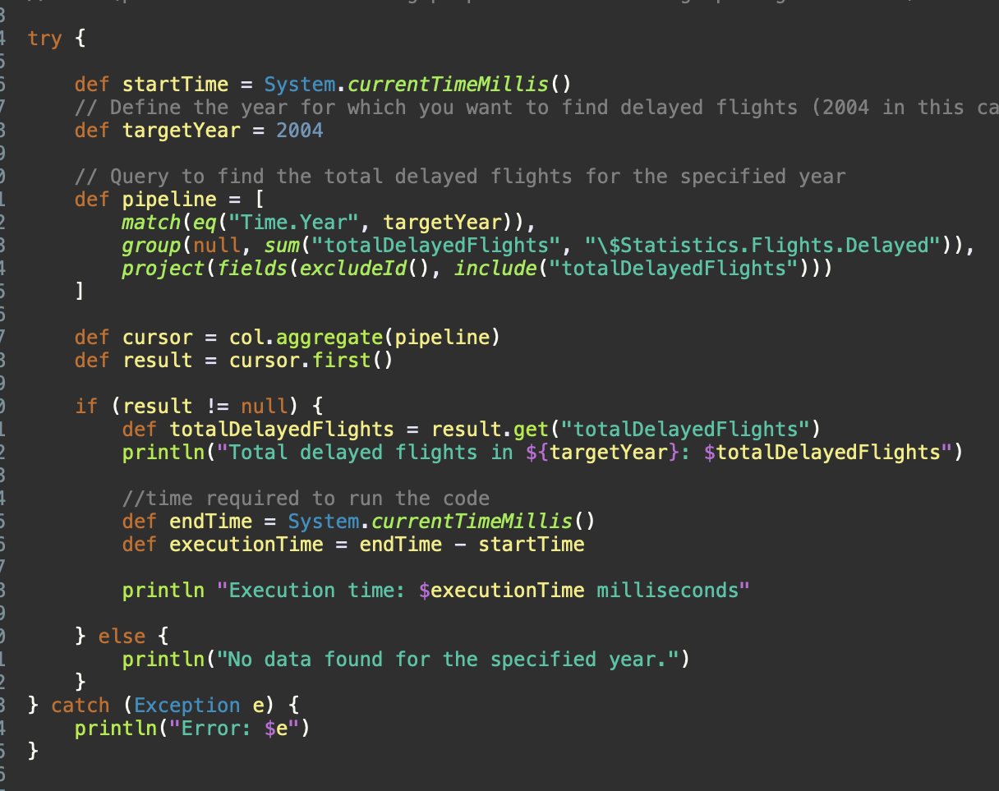 try {
def startTime = System.currentTimeMillis()
// Define the year for which you want to find delayed flights (2004 in this ca
def targetYear = 2004
// Query to find the total delayed flights for the specified year
def pipeline = [
match(eq("Time.Year", targetYear)),
group(null, sum("totalDelayedFlights", "\$Statistics.Flights.Delayed")),
project(fields(excludeId(), include("totalDelayedFlights")))
]
def cursor = col.aggregate(pipeline)
def result = cursor.first()
if (result != null) {
def totalDelayedFlights = result.get("totalDelayedFlights")
println("Total delayed flights in ${targetYear}: $totalDelayedFlights")
//time required to run the code
def endTime = System.currentTimeMillis()
def executionTime = endTime - startTime
println "Execution time: $executionTime milliseconds"
} else {
println("No data found for the specified year.")
}
} catch (Exception e) {
println("Error: $e")
}